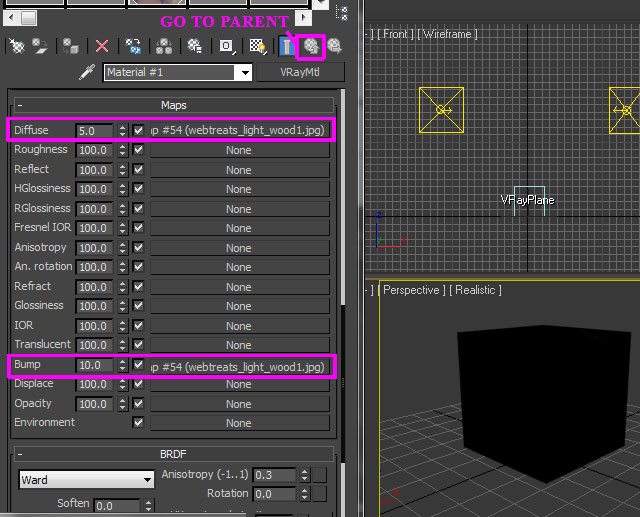 GO TO PARENT
Material #1 VRayMtl
- Maps
Diffuse 5.0 ap #54 (webtreats_light_wood1.jpg)
Roughness 100.0 None
Reflect 100.0 None
HGlossiness 100.0 None
RGlossiness 100.0 None
Fresnel IOR 100.0 None
Anisotropy 100.0 None
An. rotation 100.0 None
Refract 100.0 None
Glossiness 100.0 None
IOR 100.0 None
Translucent 100.0 None
Bump 10.0 ap #54 (webtreats_light_wood1.jpg)
Displace 100.0 None
Opacity 100.0 None
Environment None
- BRDF
Ward Anisotropy (-1..1) 0.3
Rotation 0.0
Soften 0.0
- ] [ Front ] [ Wireframe ]
VRayPlane
z
x
- ] [ Perspective ] [ Realistic ]